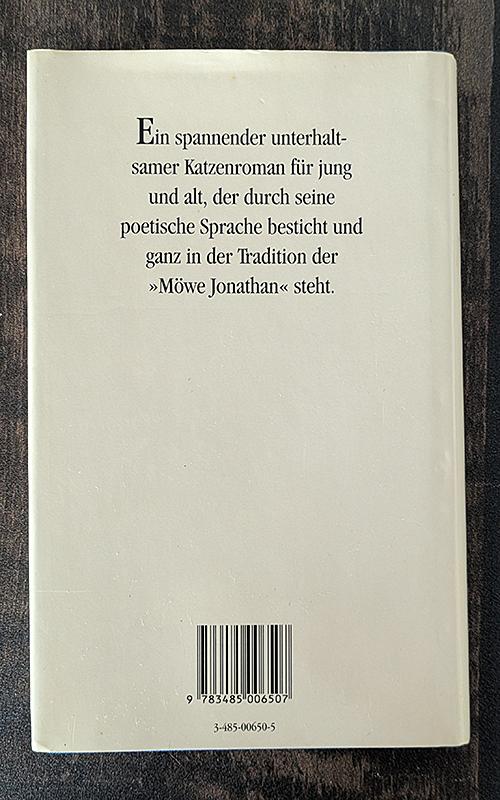 Ein spannender unterhalt-
samer Katzenroman für jung
und alt, der durch seine
poetische Sprache besticht und
ganz in der Tradition der
»Möwe Jonathan« steht.
9 783485 006507
3-485-00650-5